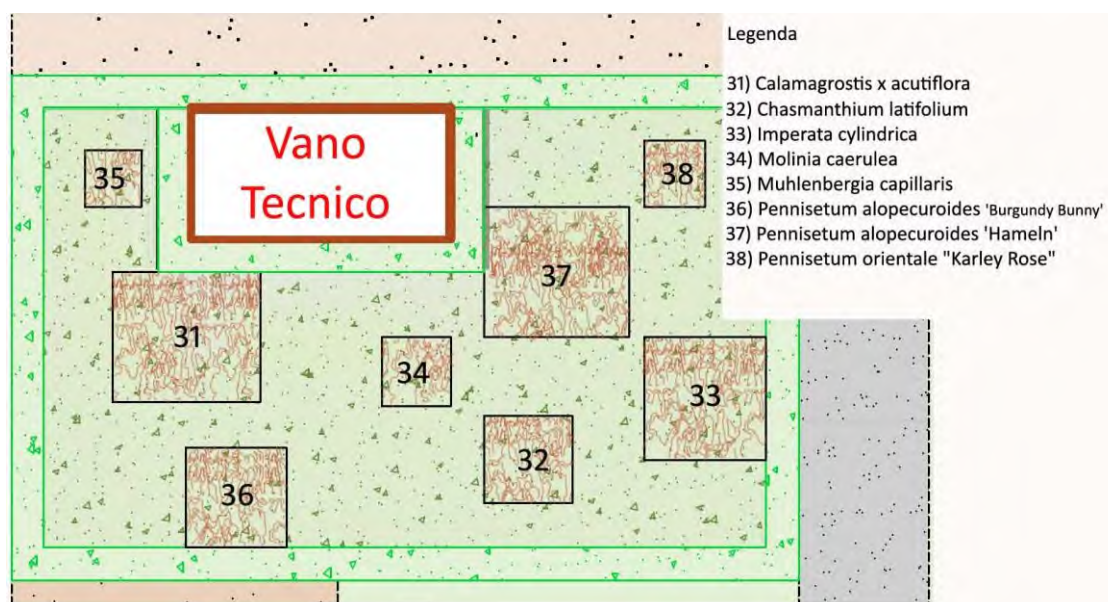 Legenda
31) Calamagrostis x acutiflora
32) Chasmanthium latifolium
33) Imperata cylindrica
34) Molinia caerulea
35) Muhlenbergia capillaris
36) Pennisetum alopecuroides 'Burgundy Bunny'
37) Pennisetum alopecuroides 'Hameln'
38) Pennisetum orientale "Karley Rose"
Vano
Tecnico
35
38
37
31
34
33
32
36